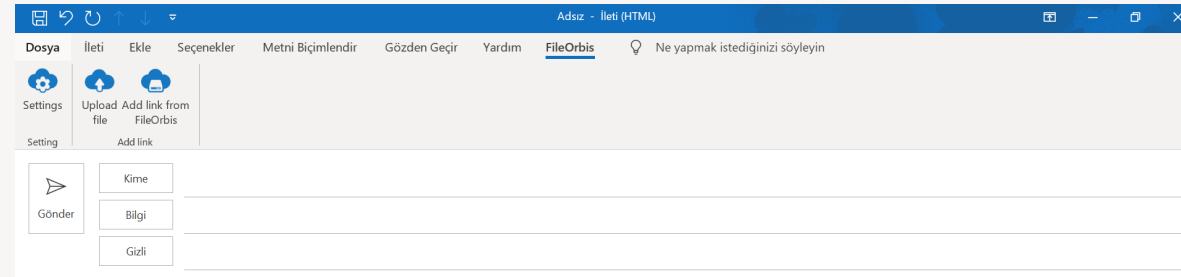 Adsız - İleti (HTML)
Dosya İleti Ekle Seçenekler Metni Biçimlendir Gözden Geçir Yardım FileOrbis Ne yapmak istediğinizi söyleyin
Settings Upload file Add link from FileOrbis
Setting Add link
Gönder
Kime
Bilgi
Gizli